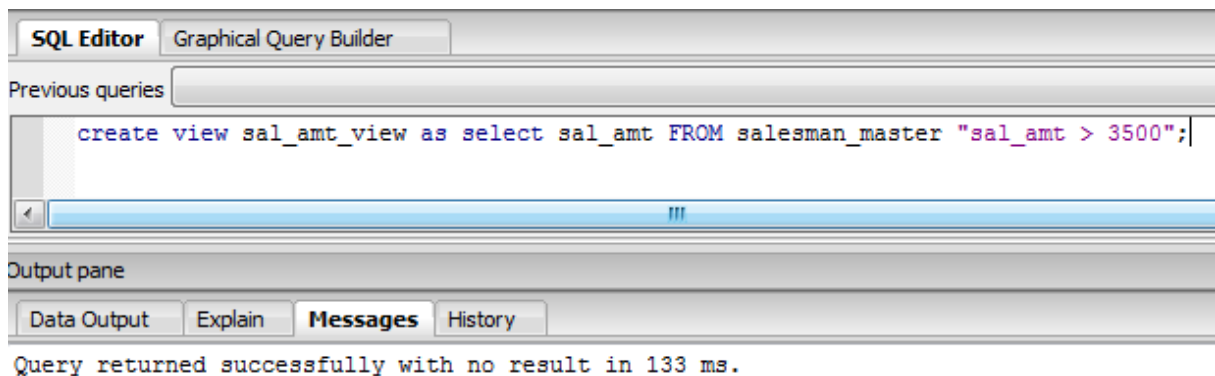 SQL Editor Graphical Query Builder
Previous queries
create view sal_amt_view as select sal_amt FROM salesman_master "sal_amt > 3500";
Output pane
Data Output Explain Messages History
Query returned successfully with no result in 133 ms.